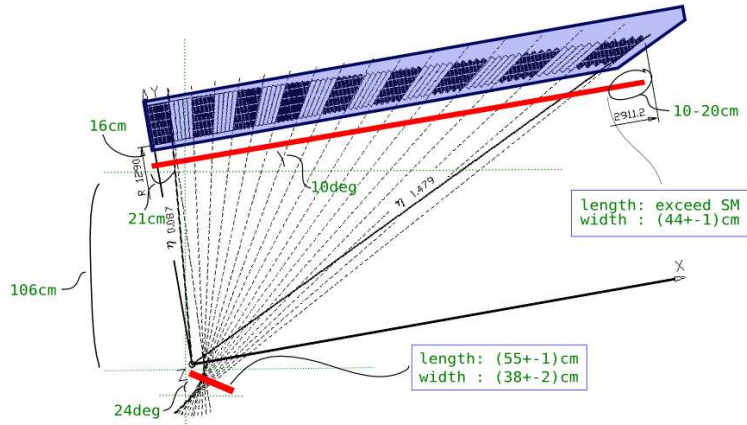 Y
16cm
R 1290
21cm
η 0.087
10deg
η 1.479
2911.2
10-20cm
length: exceed SM
width : (44+-1)cm
106cm
X
Z
length: (55+-1)cm
width : (38+-2)cm
24deg